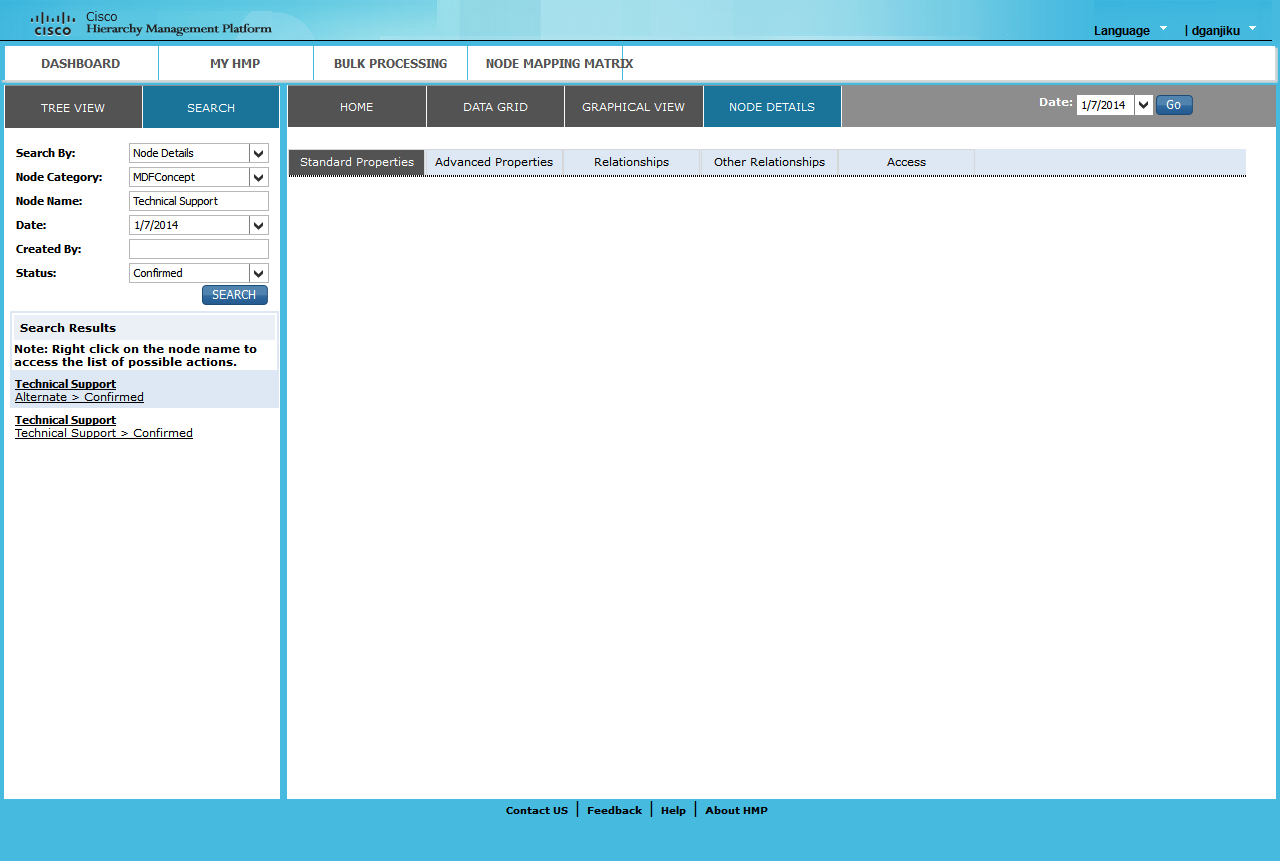 Cisco
CISCO Hierarchy Management Platform
Language | dganjiku
DASHBOARD MY HMP BULK PROCESSING NODE MAPPING MATRIX
TREE VIEW SEARCH HOME DATA GRID GRAPHICAL VIEW NODE DETAILS Date: 1/7/2014 Go
Search By: Node Details
Node Category: MDFConcept
Node Name: Technical Support
Date: 1/7/2014
Created By:
Status: Confirmed
SEARCH
Search Results
Note: Right click on the node name to
access the list of possible actions.
Technical Support
Alternate > Confirmed
Technical Support
Technical Support > Confirmed
Standard Properties Advanced Properties Relationships Other Relationships Access
Contact US | Feedback | Help | About HMP